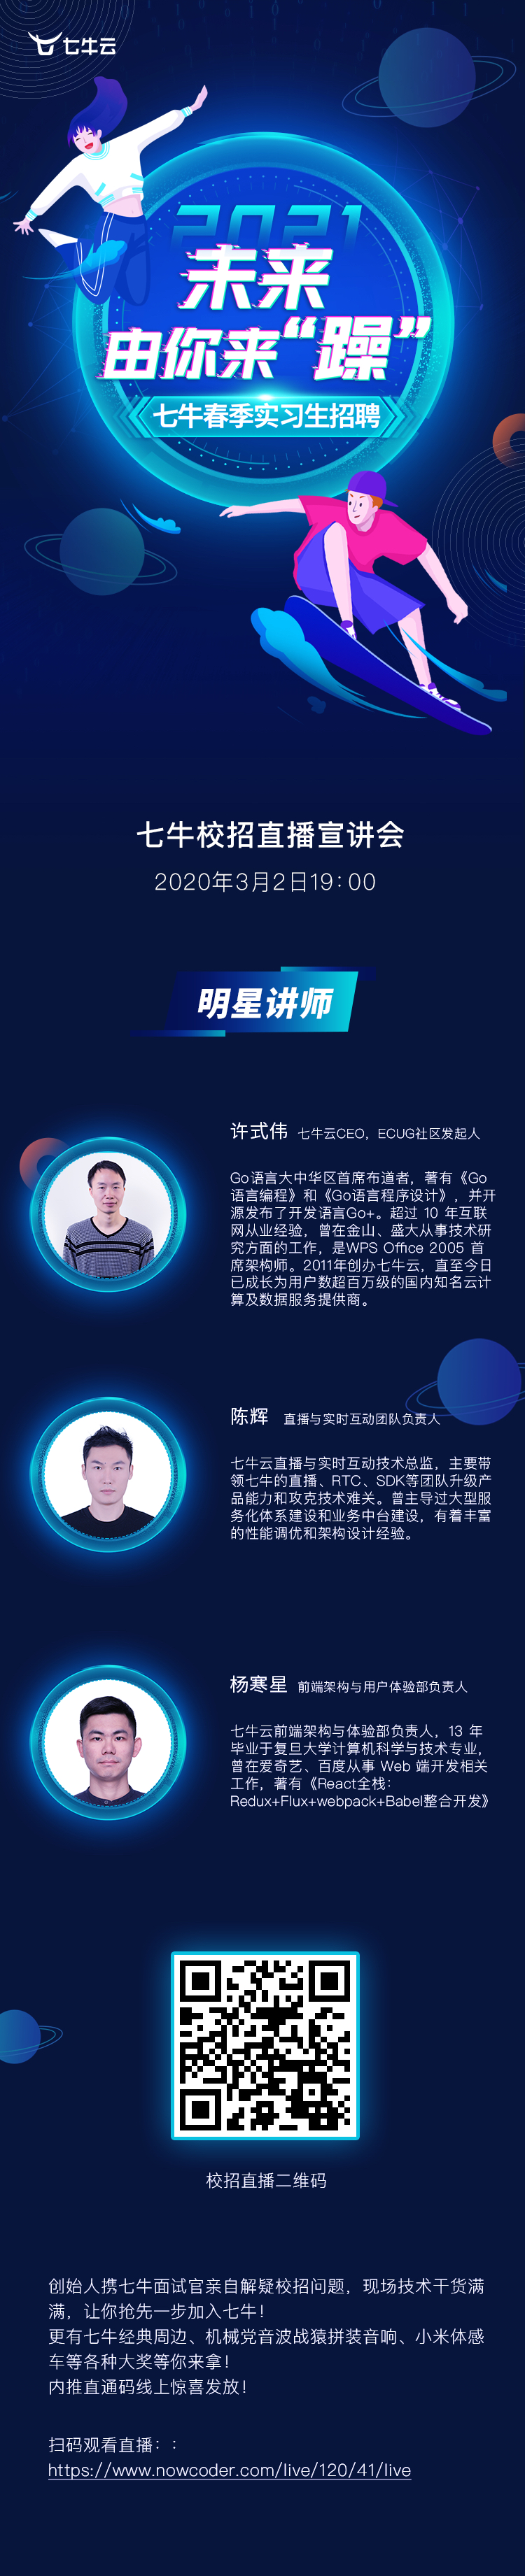 七牛云
2021
未来
由你来“躁”
七牛春季实习生招聘
七牛校招直播宣讲会
2020年3月2日19:00
明星讲师
许式伟 七牛云CEO，ECUG社区发起人
Go语言大中华区首席布道者，著有《Go
语言编程》和《Go语言程序设计》，并开
源发布了开发语言Go+。超过 10 年互联
网从业经验，曾在金山、盛大从事技术研
究方面的工作，是WPS Office 2005 首
席架构师。2011年创办七牛云，直至今日
已成长为用户数超百万级的国内知名云计
算及数据服务提供商。
陈辉 直播与实时互动团队负责人
七牛云直播与实时互动技术总监，主要带
领七牛的直播、RTC、SDK等团队升级产
品能力和攻克技术难关。曾主导过大型服
务化体系建设和业务中台建设，有着丰富
的性能调优和架构设计经验。
杨寒星 前端架构与用户体验部负责人
七牛云前端架构与体验部负责人，13 年
毕业于复旦大学计算机科学与技术专业，
曾在爱奇艺、百度从事 Web 端开发相关
工作，著有《React全栈：
Redux+Flux+webpack+Babel整合开发》
校招直播二维码
创始人携七牛面试官亲自解疑校招问题，现场技术干货满
满，让你抢先一步加入七牛！
更有七牛经典周边、机械党音波战猿拼装音响、小米体感
车等各种大奖等你来拿！
内推直通码线上惊喜发放！
扫码观看直播：：
https://www.nowcoder.com/live/120/41/live